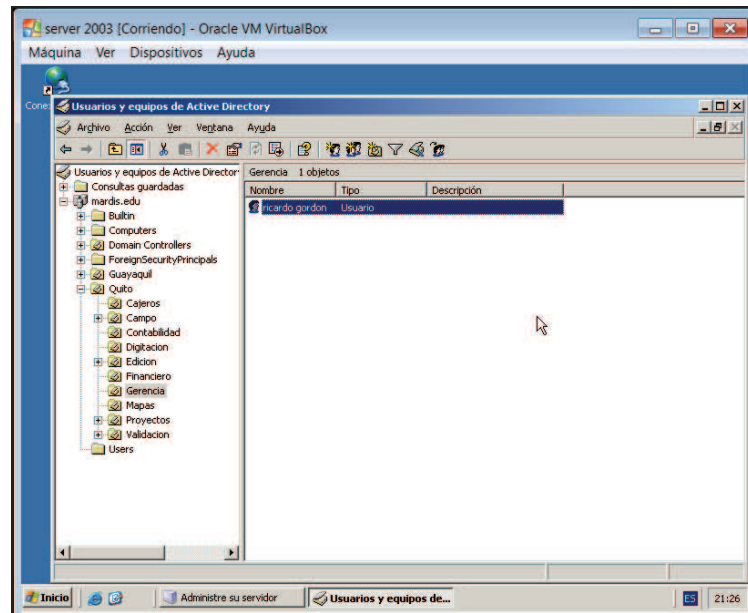 server 2003 [Corriendo] - Oracle VM VirtualBox
Máquina Ver Dispositivos Ayuda
Cone
Usuarios y equipos de Active Directory
Archivo Acción Ver Ventana Ayuda
Usuarios y equipos de Active Director
Gerencia 1 objetos
Consultas guardadas
Nombre Tipo Descripción
mardis.edu
ricardo gordon Usuario
Builtin
Computers
Domain Controllers
ForeignSecurityPrincipals
Guayaquil
Quito
Cajeros
Campo
Contabilidad
Digitacion
Edicion
Financiero
Gerencia
Mapas
Proyectos
Validacion
Users
Inicio
Administre su servidor
Usuarios y equipos de...
ES
21:26